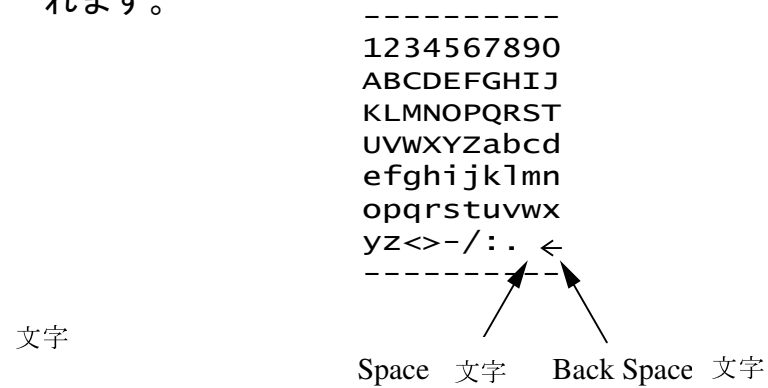 れます。
----------
1234567890
ABCDEFGHIJ
KLMNOPQRST
UVWXYZabcd
efghijklmn
opqrstuvwx
yz<>-/:. ←
----------
文字
Space 文字 Back Space 文字